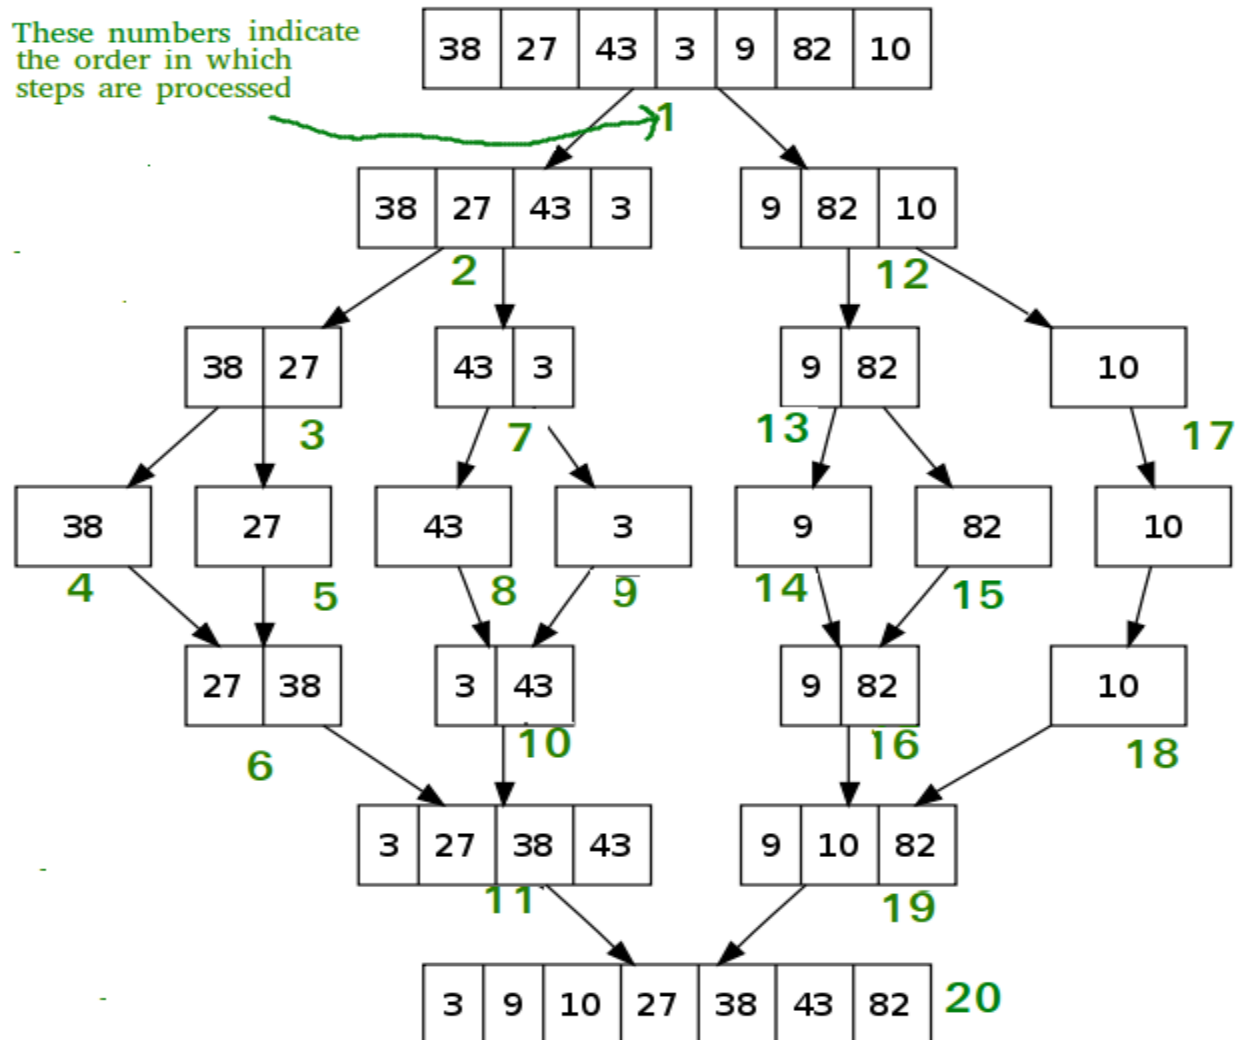 These numbers indicate
the order in which
steps are processed
38 27 43 3 9 82 10
1
38 27 43 3 9 82 10
2 12
38 27 43 3 9 82 10
3 7 13 17
38 27 43 3 9 82 10
4 5 8 9 14 15
27 38 3 43 9 82 10
6 10 16 18
3 27 38 43 9 10 82
11 19
3 9 10 27 38 43 82 20